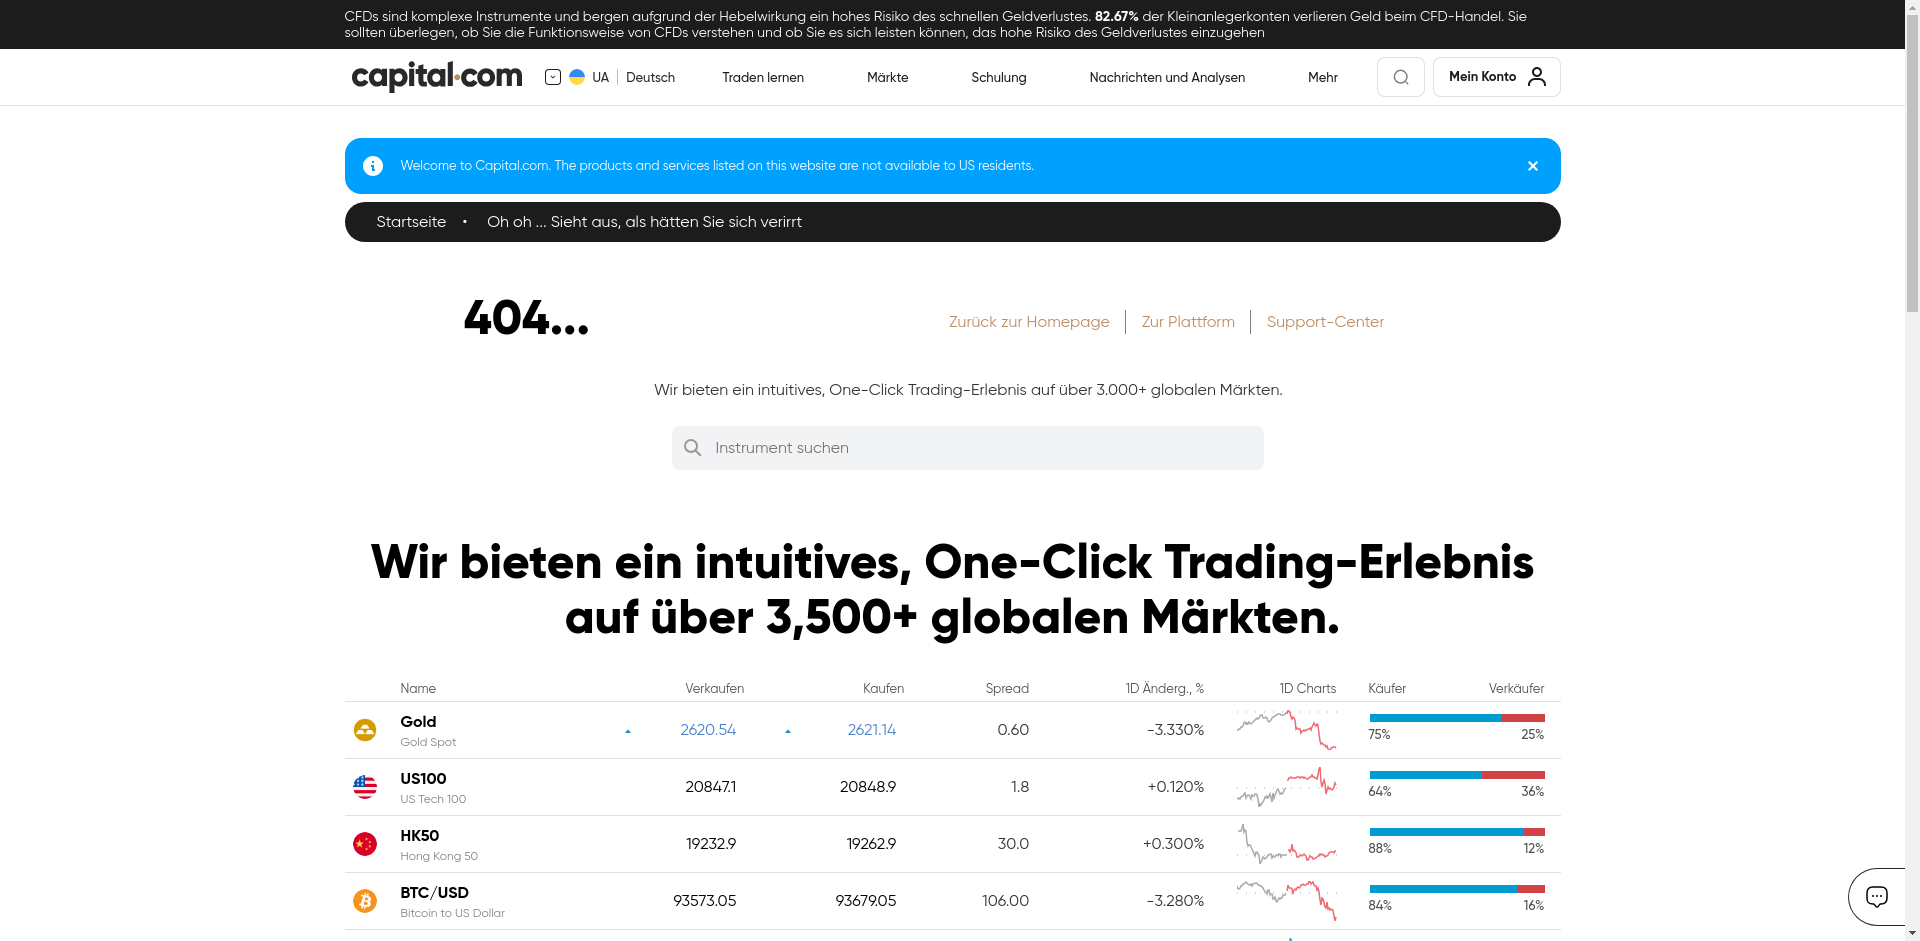 CFDs sind komplexe Instrumente und bergen aufgrund der Hebelwirkung ein hohes Risiko des schnellen Geldverlustes. 82.67% der Kleinanlegerkonten verlieren Geld beim CFD-Handel. Sie
sollten überlegen, ob Sie die Funktionsweise von CFDs verstehen und ob Sie es sich leisten können, das hohe Risiko des Geldverlustes einzugehen
capital.com UA Deutsch Traden lernen Märkte Schulung Nachrichten und Analysen Mehr Mein Konto
Welcome to Capital.com. The products and services listed on this website are not available to US residents.
Startseite • Oh oh ... Sieht aus, als hätten Sie sich verirrt
404...
Zurück zur Homepage Zur Plattform Support-Center
Wir bieten ein intuitives, One-Click Trading-Erlebnis auf über 3.000+ globalen Märkten.
Instrument suchen
Wir bieten ein intuitives, One-Click Trading-Erlebnis
auf über 3,500+ globalen Märkten.
Name Verkaufen Kaufen Spread 1D Änderg., % 1D Charts Käufer Verkäufer
Gold 2620.54 2621.14 0.60 -3.330% 75% 25%
Gold Spot
US100 20847.1 20848.9 1.8 +0.120% 64% 36%
US Tech 100
HK50 19232.9 19262.9 30.0 +0.300% 88% 12%
Hong Kong 50
BTC/USD 93573.05 93679.05 106.00 -3.280% 84% 16%
Bitcoin to US Dollar